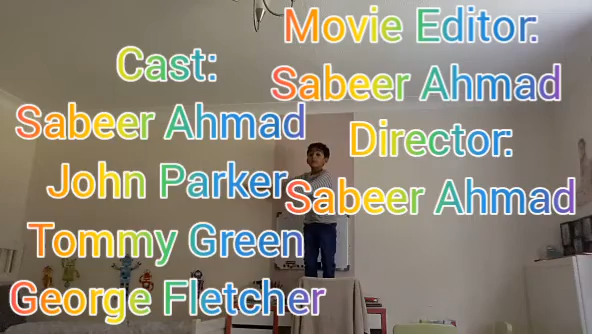 Cast:
Sabeer Ahmad
John Parker
Tommy Green
George Fletcher
Movie Editor:
Sabeer Ahmad
Director:
Sabeer Ahmad